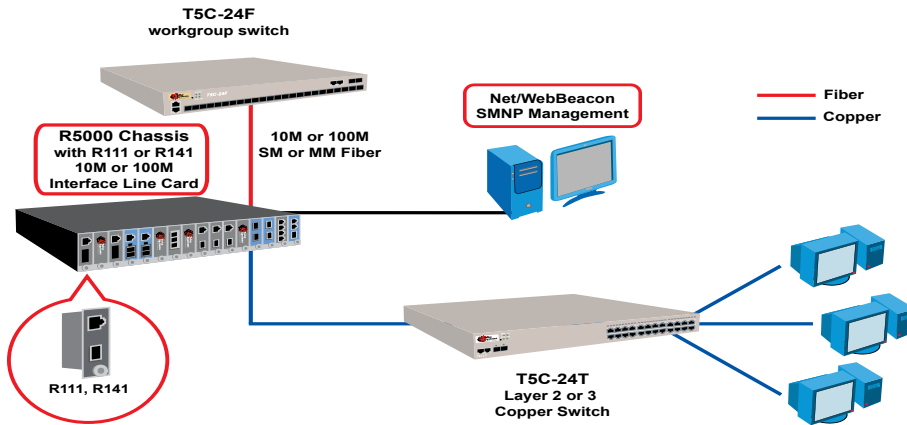 T5C-24F
workgroup switch
T5C-24F
Net/WebBeacon
SMNP Management
Fiber
Copper
R5000 Chassis
with R111 or R141
10M or 100M
Interface Line Card
10M or 100M
SM or MM Fiber
R111, R141
T5C-24T
Layer 2 or 3
Copper Switch